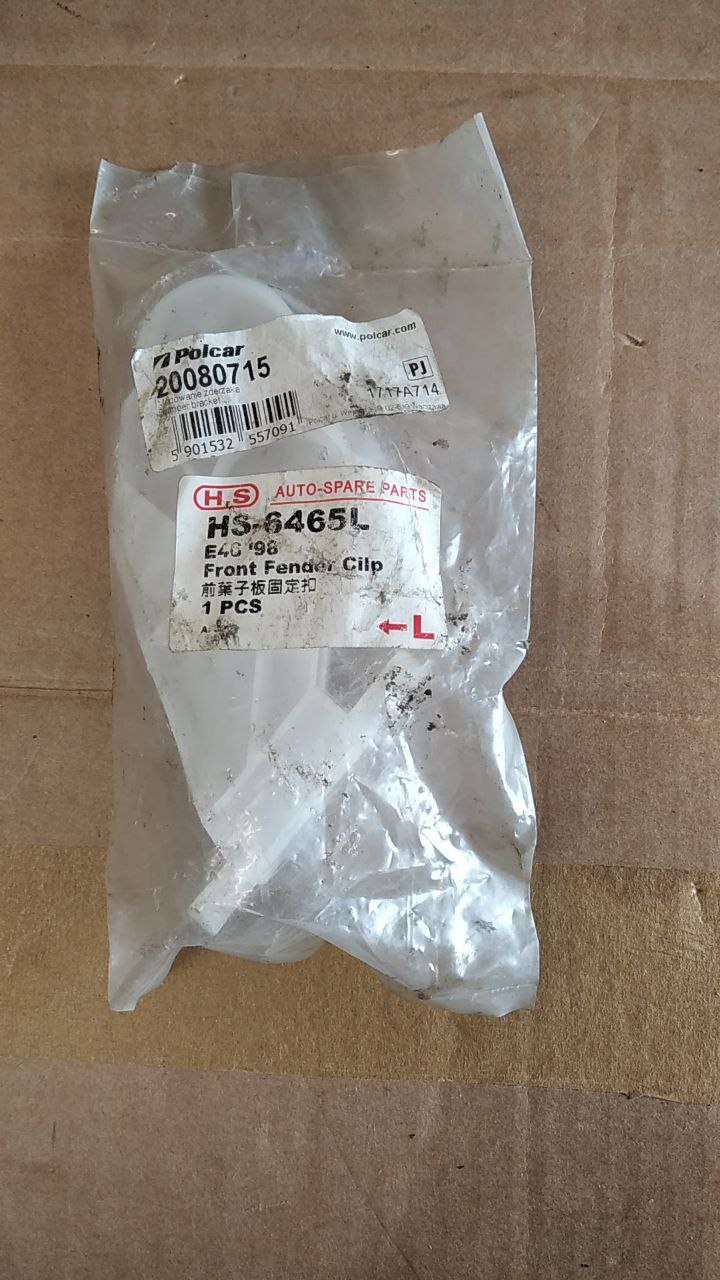 Polcar
www.polcar.com
20080715
PJ
zderzaka
bracket
1717A714
5 901532 557091
H.S AUTO-SPARE PARTS
HS-6465L
E46 '98
Front Fender Cilp
前葉子板固定扣
1 PCS
←L